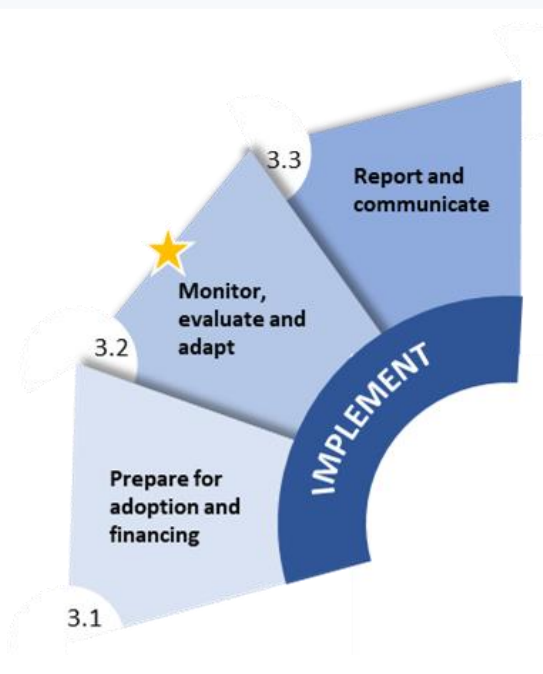 3.3
Report and
communicate
Monitor,
evaluate and
adapt
3.2
IMPLEMENT
Prepare for
adoption and
financing
3.1